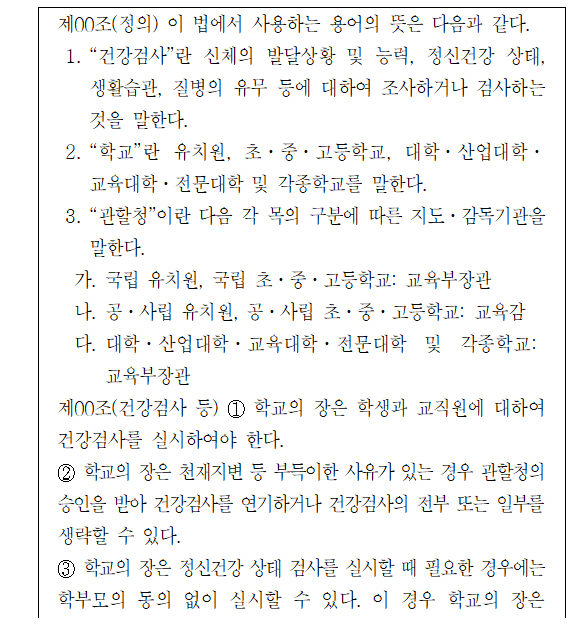 제00조(정의) 이 법에서 사용하는 용어의 뜻은 다음과 같다.
1. “건강검사”란 신체의 발달상황 및 능력, 정신건강 상태,
생활습관, 질병의 유무 등에 대하여 조사하거나 검사하는
것을 말한다.
2. “학교”란 유치원, 초·중·고등학교, 대학·산업대학·
교육대학·전문대학 및 각종학교를 말한다.
3. “관할청”이란 다음 각 목의 구분에 따른 지도·감독기관을
말한다.
가. 국립 유치원, 국립 초·중·고등학교: 교육부장관
나. 공·사립 유치원, 공·사립 초·중·고등학교: 교육감
다. 대학·산업대학·교육대학·전문대학 및 각종학교:
교육부장관
제00조(건강검사 등) ① 학교의 장은 학생과 교직원에 대하여
건강검사를 실시하여야 한다.
② 학교의 장은 천재지변 등 부득이한 사유가 있는 경우 관할청의
승인을 받아 건강검사를 연기하거나 건강검사의 전부 또는 일부를
생략할 수 있다.
③ 학교의 장은 정신건강 상태 검사를 실시할 때 필요한 경우에는
학부모의 동의 없이 실시할 수 있다. 이 경우 학교의 장은